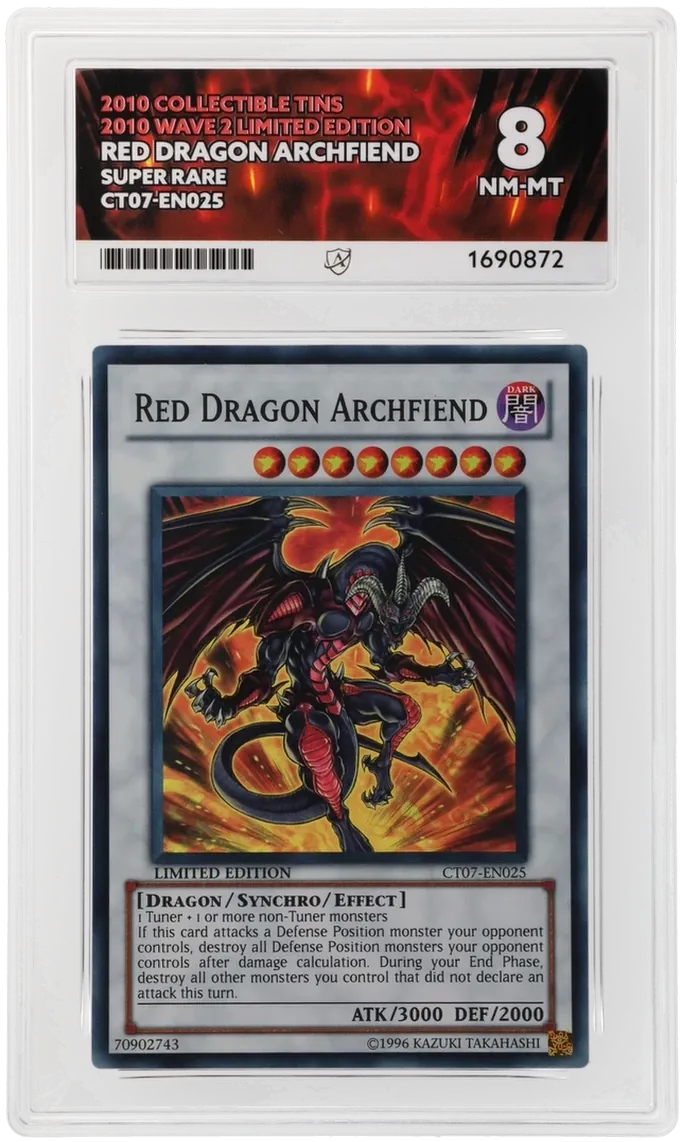 2010 COLLECTIBLE TINS
2010 WAVE 2 LIMITED EDITION
RED DRAGON ARCHFIEND
SUPER RARE
CT07-EN025
8
NM-MT
A
1690872
RED DRAGON ARCHFIEND
DARK
闇
LIMITED EDITION
CT07-EN025
[DRAGON/SYNCHRO/EFFECT]
1 Tuner + 1 or more non-Tuner monsters
If this card attacks a Defense Position monster your opponent
controls, destroy all Defense Position monsters your opponent
controls after damage calculation. During your End Phase,
destroy all other monsters you control that did not declare an
attack this turn.
ATK/3000 DEF/2000
70902743
©1996 KAZUKI TAKAHASHI